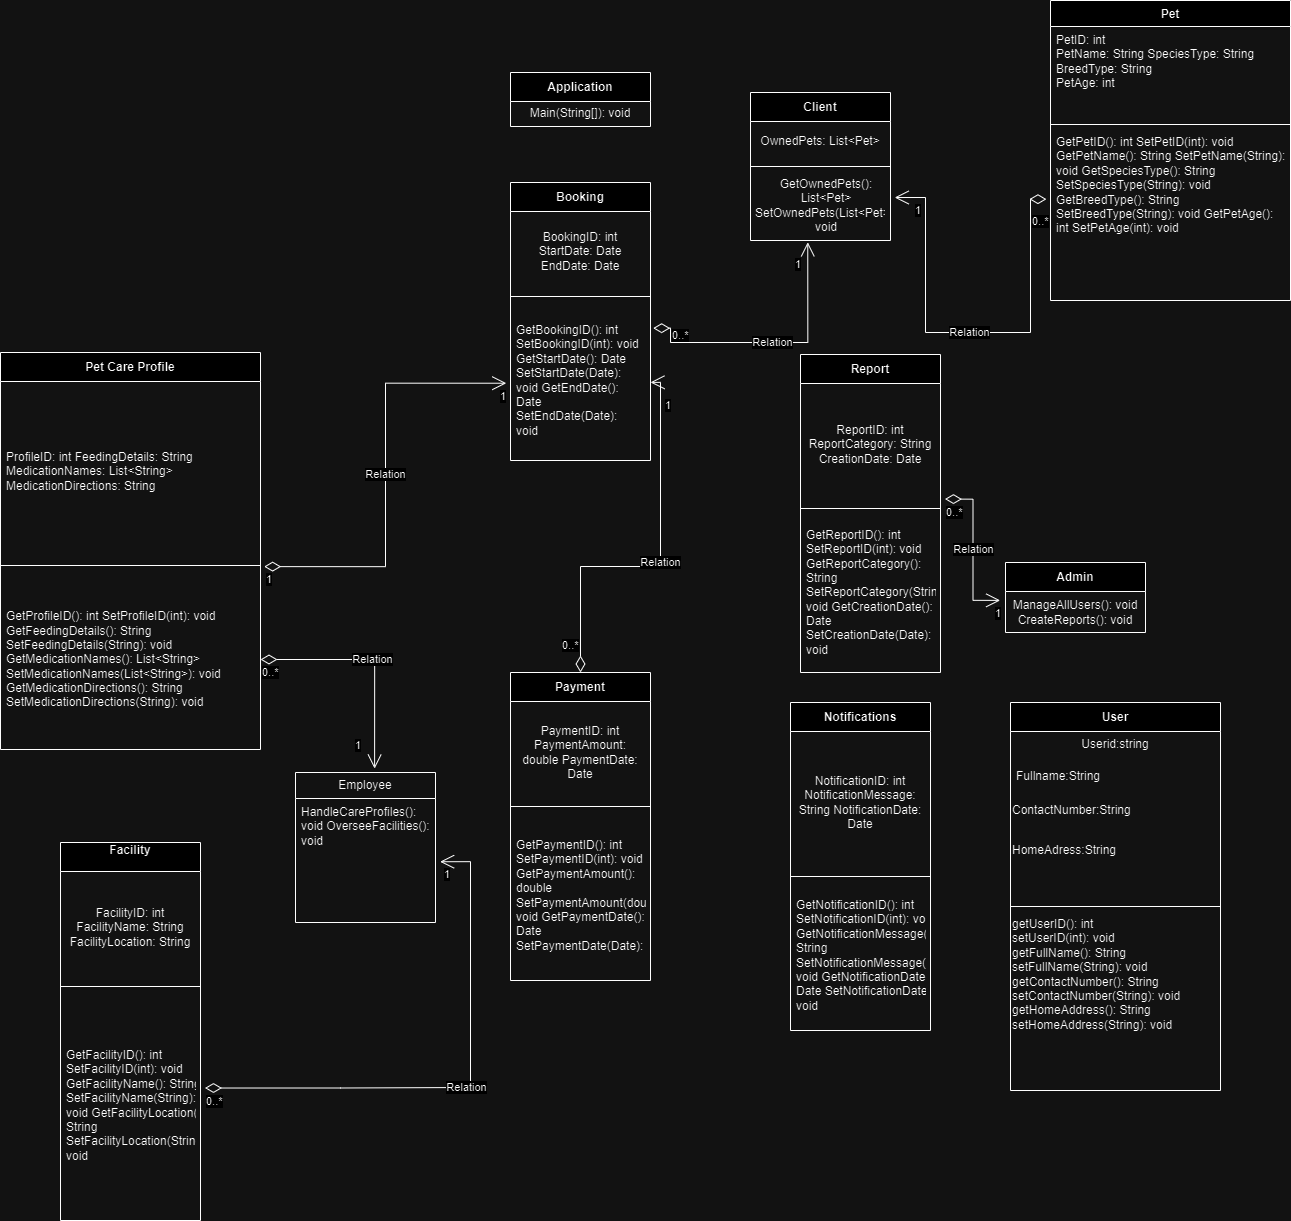 Pet
PetID: int
PetName: String SpeciesType: String
BreedType: String
PetAge: int
GetPetID(): int SetPetID(int): void
GetPetName(): String SetPetName(String):
void GetSpeciesType(): String
SetSpeciesType(String): void
GetBreedType(): String
SetBreedType(String): void GetPetAge():
int SetPetAge(int): void
Application
Main(String[]): void
Client
OwnedPets: List<Pet>
GetOwnedPets():
List<Pet>
SetOwnedPets(List<Pet>
void
1
0..*
Relation
Booking
BookingID: int
StartDate: Date
EndDate: Date
GetBookingID(): int
SetBookingID(int): void
GetStartDate(): Date
SetStartDate(Date):
void GetEndDate():
Date
SetEndDate(Date):
void
1
0..*
Relation
Pet Care Profile
ProfileID: int FeedingDetails: String
MedicationNames: List<String>
MedicationDirections: String
GetProfileID(): int SetProfileID(int): void
GetFeedingDetails(): String
SetFeedingDetails(String): void
GetMedicationNames(): List<String>
SetMedicationNames(List<String>): void
GetMedicationDirections(): String
SetMedicationDirections(String): void
1
Relation
1
1
Relation
0..*
Report
ReportID: int
ReportCategory: String
CreationDate: Date
GetReportID(): int
SetReportID(int): void
GetReportCategory():
String
SetReportCategory(Strin
void GetCreationDate():
Date
SetCreationDate(Date):
void
0..*
Relation
1
Admin
ManageAllUsers(): void
CreateReports(): void
0..*
Relation
1
Employee
HandleCareProfiles():
void OverseeFacilities():
void
Payment
PaymentID: int
PaymentAmount:
double PaymentDate:
Date
GetPaymentID(): int
SetPaymentID(int): void
GetPaymentAmount():
double
SetPaymentAmount(dou
void GetPaymentDate():
Date
SetPaymentDate(Date):
Notifications
NotificationID: int
NotificationMessage:
String NotificationDate:
Date
GetNotificationID(): int
SetNotificationID(int): vo
GetNotificationMessage(
String
SetNotificationMessage(
void GetNotificationDate
Date SetNotificationDate
void
User
Userid:string
Fullname:String
ContactNumber:String
HomeAdress:String
getUserID(): int
setUserID(int): void
getFullName(): String
setFullName(String): void
getContactNumber(): String
setContactNumber(String): void
getHomeAddress(): String
setHomeAddress(String): void
Facility
FacilityID: int
FacilityName: String
FacilityLocation: String
GetFacilityID(): int
SetFacilityID(int): void
GetFacilityName(): String
SetFacilityName(String):
void GetFacilityLocation(
String
SetFacilityLocation(Strin
void
1
0..*
Relation